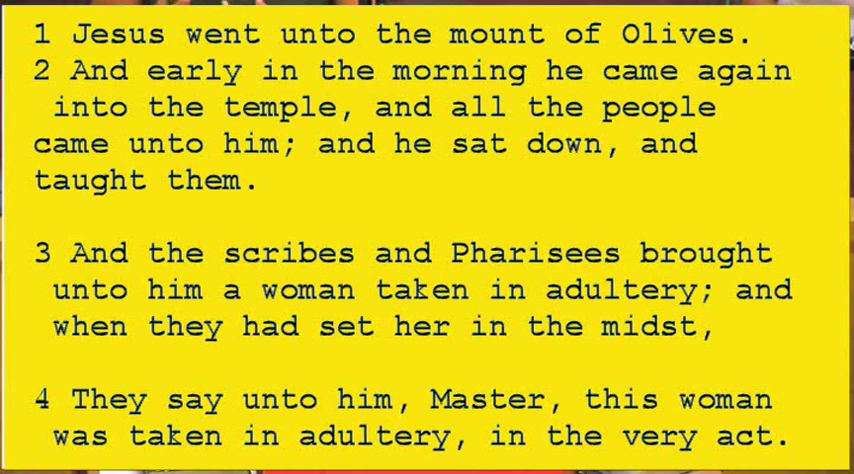 1 Jesus went unto the mount of Olives.
2 And early in the morning he came again
into the temple, and all the people
came unto him; and he sat down, and
taught them.
3 And the scribes and Pharisees brought
unto him a woman taken in adultery; and
when they had set her in the midst,
4 They say unto him, Master, this woman
was taken in adultery, in the very act.